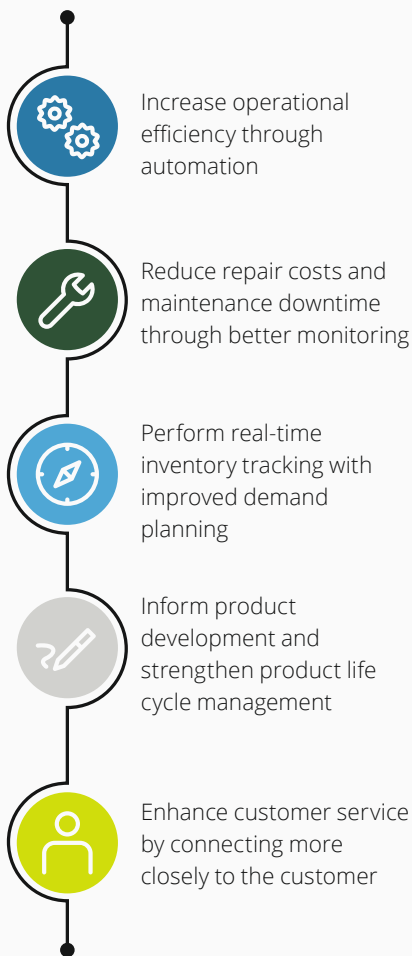 Increase operational
efficiency through
automation
Reduce repair costs and
maintenance downtime
through better monitoring
Perform real-time
inventory tracking with
improved demand
planning
Inform product
development and
strengthen product life
cycle management
Enhance customer service
by connecting more
closely to the customer